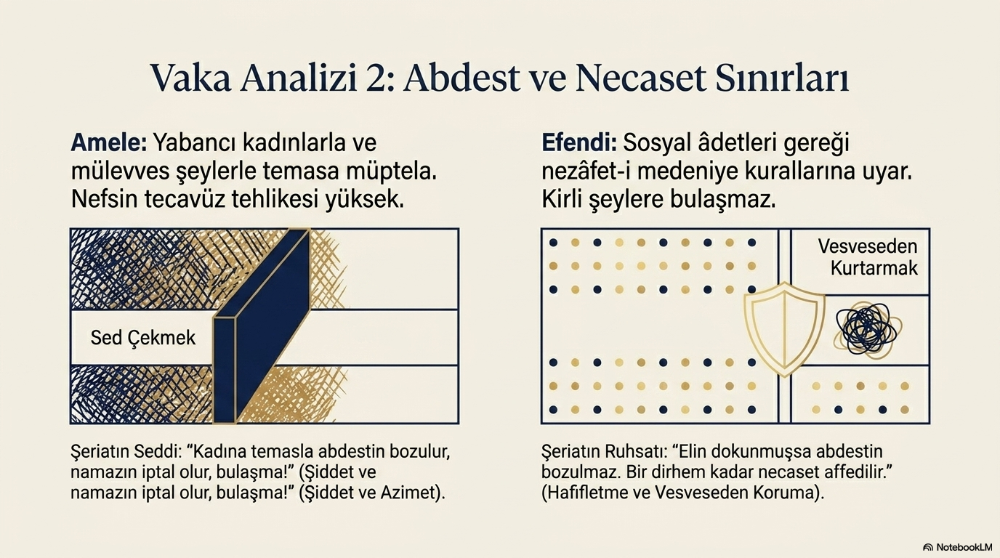 Vaka Analizi 2: Abdest ve Necaset Sınırları
Amele: Yabancı kadınlarla ve
mülevves şeylerle temasa müptela.
Nefsin tecavüz tehlikesi yüksek.
Sed Çekmek
Şeriatın Seddi: “Kadına temasla abdestin bozulur,
namazın iptal olur, bulaşma!” (Şiddet ve
namazın iptal olur, bulaşma!” (Şiddet ve Azimet).
Efendi: Sosyal âdetleri gereği
nezâfet-i medeniye kurallarına uyar.
Kirli şeylere bulaşmaz.
Vesveseden
Kurtarmak
Şeriatın Ruhsatı: “Elin dokunmuşsa abdestin
bozulmaz. Bir dirhem kadar necaset affedilir.”
(Hafifletme ve Vesveseden Koruma).
NotebookLM